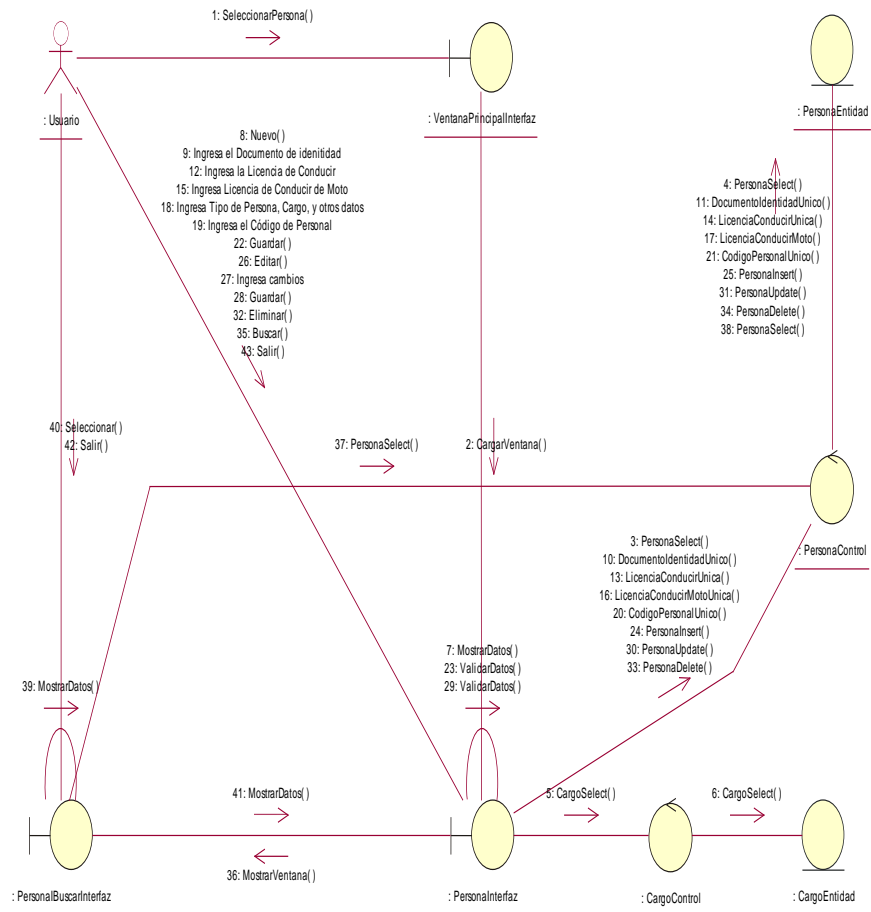 1: SeleccionarPersona( )
: Usuario
: VentanaPrincipalInterfaz
: PersonaEntidad
8: Nuevo( )
9: Ingresa el Documento de idenitidad
12: Ingresa la Licencia de Conducir
15: Ingresa Licencia de Conducir de Moto
18: Ingresa Tipo de Persona, Cargo, y otros datos
19: Ingresa el Código de Personal
22: Guardar( )
26: Editar( )
27: Ingresa cambios
28: Guardar( )
32: Eliminar( )
35: Buscar( )
43: Salir( )
4: PersonaSelect( )
11: DocumentoIdentidadUnico( )
14: LicenciaConducirUnica( )
17: LicenciaConducirMoto( )
21: CodigoPersonalUnico( )
25: PersonaInsert( )
31: PersonaUpdate( )
34: PersonaDelete( )
38: PersonaSelect( )
40: Seleccionar( )
42: Salir( )
37: PersonaSelect( )
2: CargarVentana( )
: PersonaControl
3: PersonaSelect( )
10: DocumentoIdentidadUnico( )
13: LicenciaConducirUnica( )
16: LicenciaConducirMotoUnica( )
20: CodigoPersonalUnico( )
24: PersonaInsert( )
30: PersonaUpdate( )
33: PersonaDelete( )
7: MostrarDatos( )
23: ValidarDatos( )
29: ValidarDatos( )
39: MostrarDatos( )
41: MostrarDatos( )
5: CargoSelect( )
6: CargoSelect( )
36: MostrarVentana( )
: PersonalBuscarInterfaz
: PersonaInterfaz
: CargoControl
: CargoEntidad